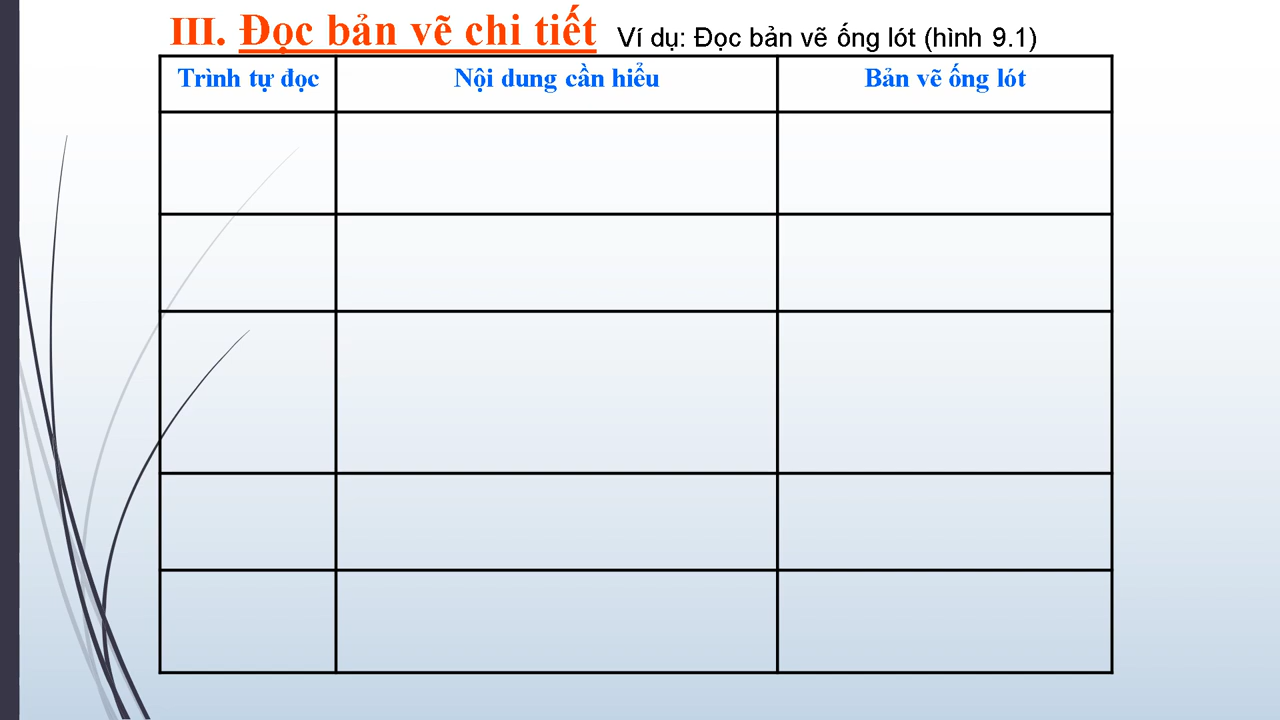 III. Đọc bản vẽ chi tiết Ví dụ: Đọc bản vẽ ống lót (hình 9.1)
Trình tự đọc Nội dung cần hiểu Bản vẽ ống lót